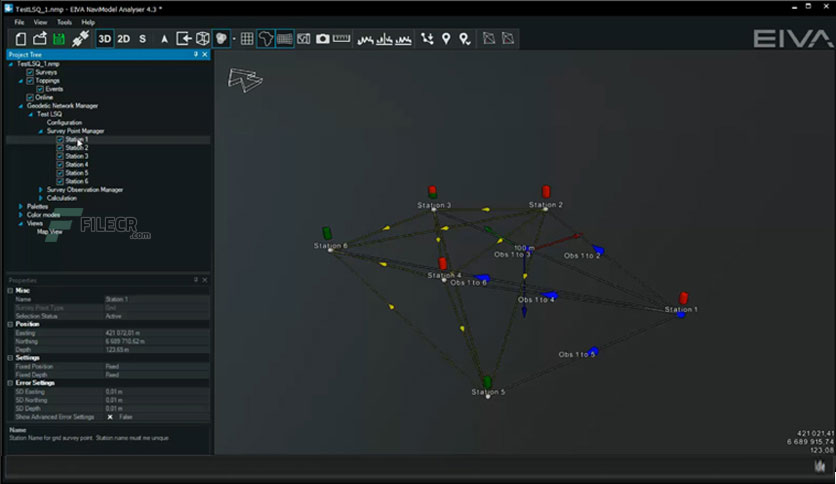 TestLSQ_1.nmp - EIVA NaviModel Analyser 4.3 *
File View Tools Help
3D 2D S A
EIVA
Project Tree
TestLSQ_1.nmp
Surveys
Toppings
Events
Online
Geodetic Network Manager
Test LSQ
Configuration
Survey Point Manager
Station 1
Station 2
Station 3
Station 4
Station 5
Station 6
Survey Observation Manager
Calculation
Palettes
Color modes
Views
Map View
FILECR
.com
Station 3
Station 2
Station 6
100 m
Obs 1 to 3
Obs 1 to 2
Station 4
Obs 1 to 6
Obs 1 to 4
Station 1
Obs 1 to 5
Station 5
Properties
Misc
Name Station 1
Survey Point Type Grid
Selection Status Active
Position
Easting 421 072,01 m
Northing 6 689 710,62 m
Depth 123.65 m
Settings
Fixed Position Fixed
Fixed Depth Fixed
Error Settings
SD Easting 0,01 m
SD Northing 0,01 m
SD Depth 0,01 m
Show Advanced Error Settings False
Name
Station Name for grid survey point. Station name must me unique
421 021,41
6 689 915,74
123,08